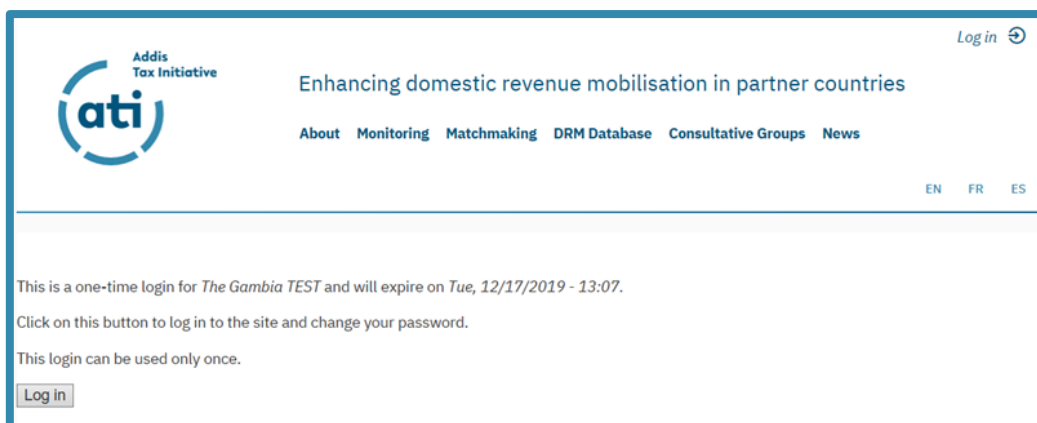 Log in
Addis
Tax Initiative
ati
Enhancing domestic revenue mobilisation in partner countries
About Monitoring Matchmaking DRM Database Consultative Groups News
EN FR ES
This is a one-time login for The Gambia TEST and will expire on Tue, 12/17/2019 - 13:07.
Click on this button to log in to the site and change your password.
This login can be used only once.
Log in